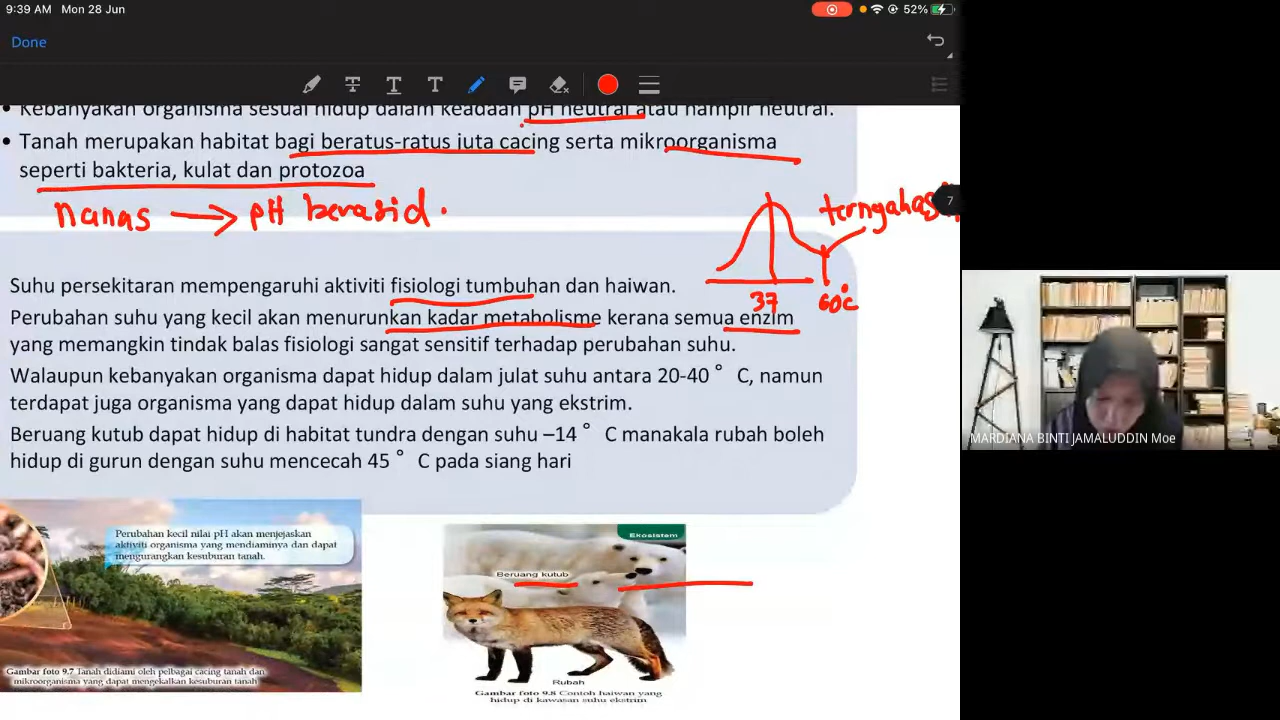 9:39 AM Mon 28 Jun
52%
Done
Kebanyakan organisma sesuai hidup dalam keadaan pH neutral atau hampir neutral.
• Tanah merupakan habitat bagi beratus-ratus juta cacing serta mikroorganisma
seperti bakteria, kulat dan protozoa
nanas → pH berasid.
7
37
60°C
Suhu persekitaran mempengaruhi aktiviti fisiologi tumbuhan dan haiwan.
Perubahan suhu yang kecil akan menurunkan kadar metabolisme kerana semua enzim
yang memangkin tindak balas fisiologi sangat sensitif terhadap perubahan suhu.
Walaupun kebanyakan organisma dapat hidup dalam julat suhu antara 20-40 ° C, namun
terdapat juga organisma yang dapat hidup dalam suhu yang ekstrim.
Beruang kutub dapat hidup di habitat tundra dengan suhu –14 ° C manakala rubah boleh
hidup di gurun dengan suhu mencecah 45 ° C pada siang hari
Perubahan kecil nilai pH akan menjejaskan
aktiviti organisma yang mendiaminya dan dapat
mengurangkan kesuburan tanah.
Gambar foto 9.7 Tanah didiami oleh pelbagai cacing tanah dan
mikroorganisma yang dapat mengekalkan kesuburan tanah
Ekosistem
Beruang kutub
Rubah
Gambar foto 9.8 Contoh haiwan yang
hidup di kawasan suhu ekstrim
MARDIANA BINTI JAMALUDDIN Moe